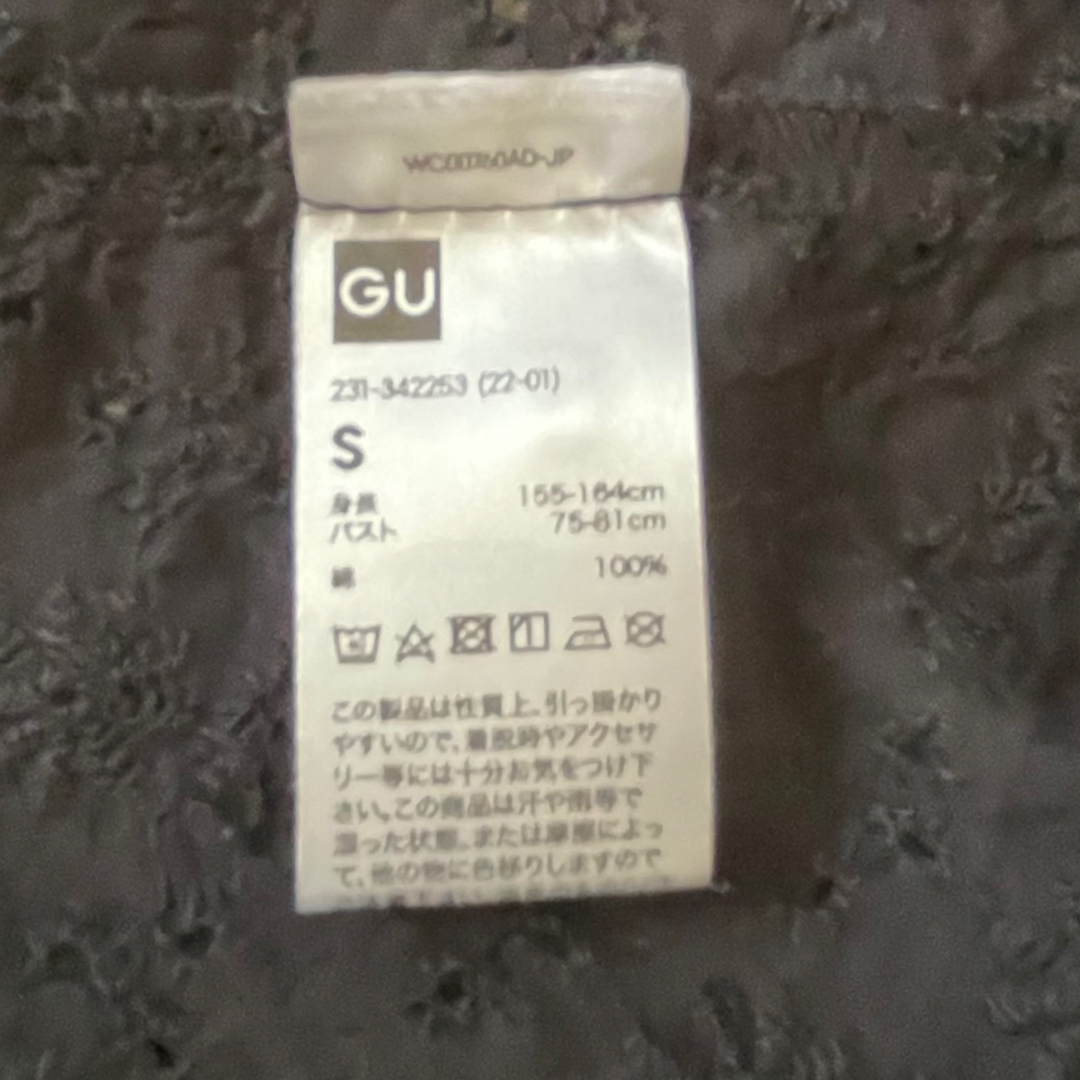 GU
231-342253 (22-01)
S
身長 155-164cm
バスト 75-81cm
綿 100%
この製品は性質上、引っ掛かり
やすいので、着脱時やアクセサ
リー等には十分お気をつけ下
さい。この商品は汗や雨等で
湿った状態、または摩擦によっ
て、他の物に色移りしますので